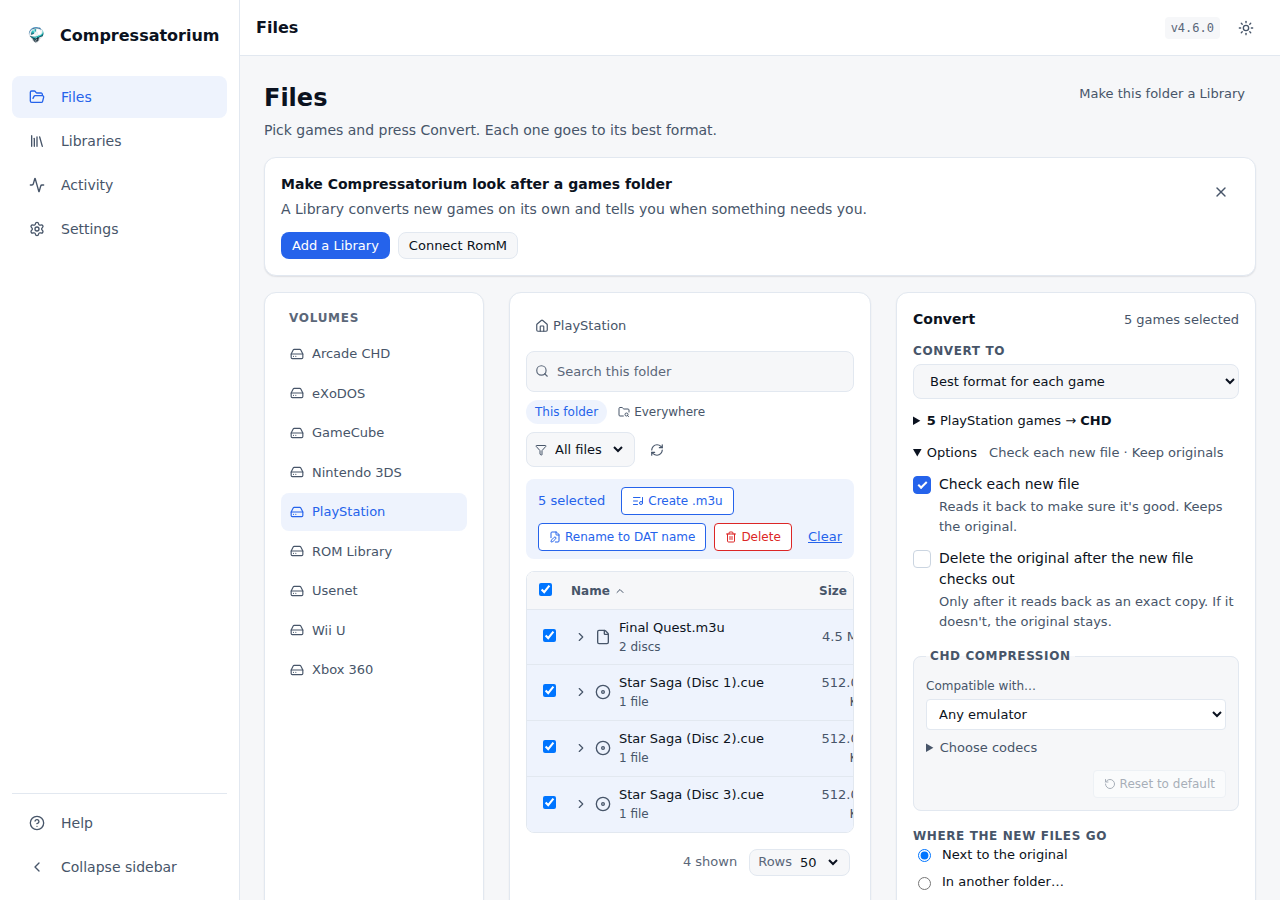 Compressatorium
Files
Libraries
Activity
Settings
Help
Collapse sidebar
Files
v4.6.0
Files
Make this folder a Library
Pick games and press Convert. Each one goes to its best format.
Make Compressatorium look after a games folder
A Library converts new games on its own and tells you when something needs you.
Add a Library
Connect RomM
VOLUMES
Arcade CHD
eXoDOS
GameCube
Nintendo 3DS
PlayStation
ROM Library
Usenet
Wii U
Xbox 360
PlayStation
Search this folder
This folder
Everywhere
All files
5 selected
Create .m3u
Rename to DAT name
Delete
Clear
Name
Size
Final Quest.m3u
4.5 M
2 discs
Star Saga (Disc 1).cue
512.
1 file
Star Saga (Disc 2).cue
512.
1 file
Star Saga (Disc 3).cue
512.
1 file
4 shown
Rows 50
Convert
5 games selected
CONVERT TO
Best format for each game
5 PlayStation games → CHD
Options
Check each new file · Keep originals
Check each new file
Reads it back to make sure it's good. Keeps
the original.
Delete the original after the new file
checks out
Only after it reads back as an exact copy. If it
doesn't, the original stays.
CHD COMPRESSION
Compatible with…
Any emulator
Choose codecs
Reset to default
WHERE THE NEW FILES GO
Next to the original
In another folder…